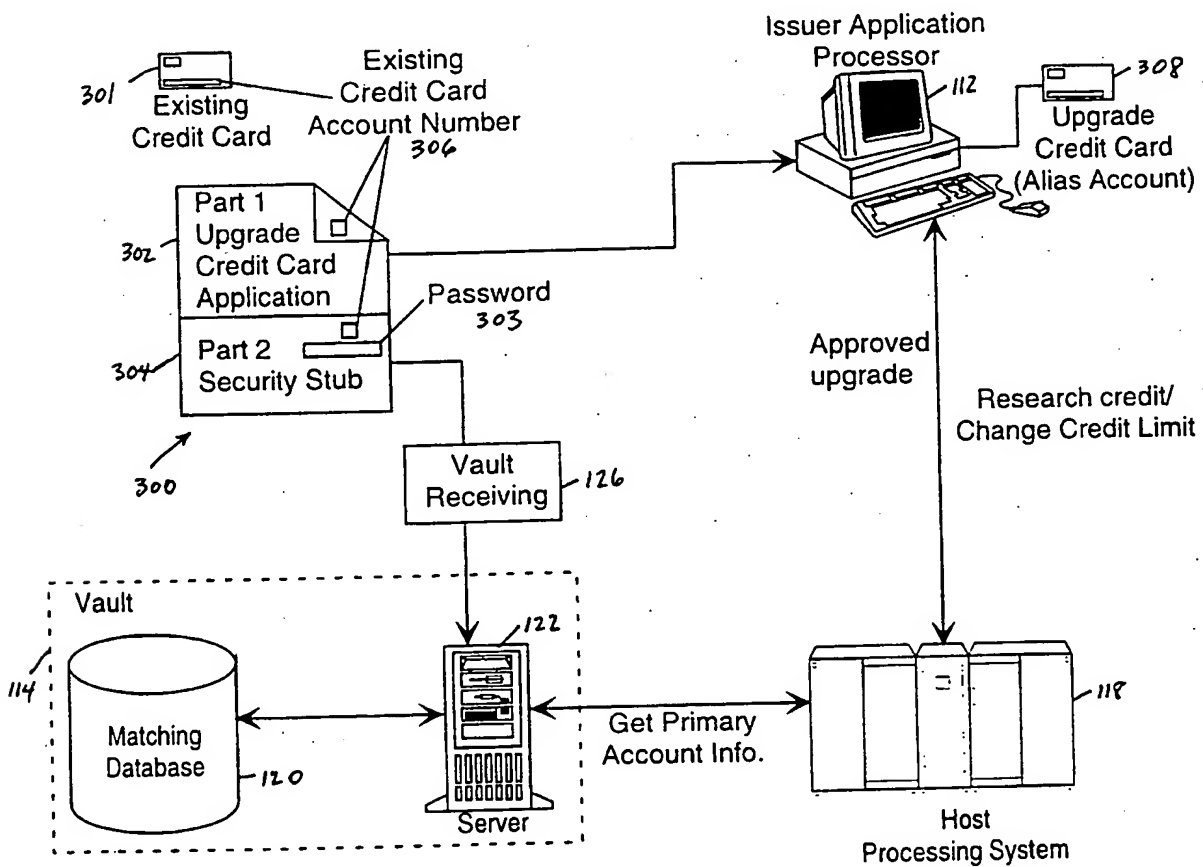 Issuer Application
Processor
112
308
Upgrade
Credit Card
(Alias Account)
301
Existing
Credit Card
Existing
Credit Card
Account Number
306
Part 1
Upgrade
Credit Card
Application
302
Password
303
Part 2
Security Stub
304
300
Vault
Receiving
126
Approved
upgrade
Research credit/
Change Credit Limit
Vault
114
Matching
Database
120
122
Server
Get Primary
Account Info.
118
Host
Processing System